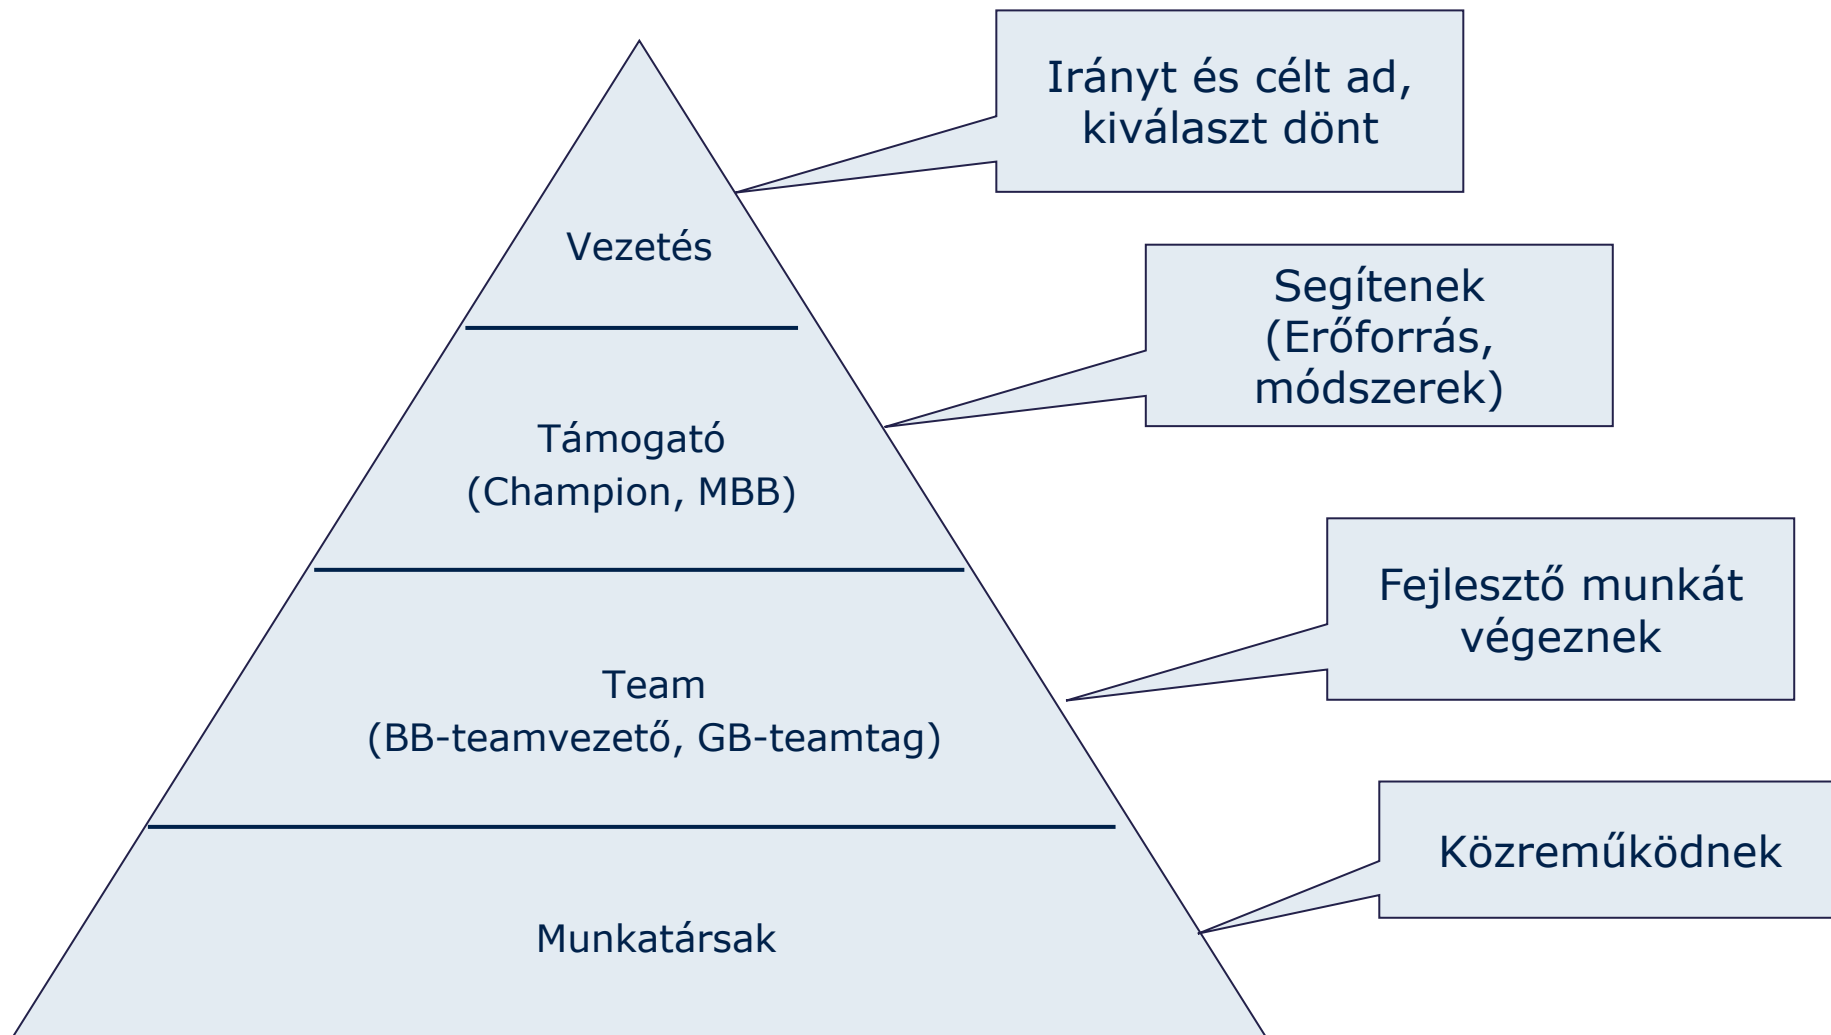 Irányt és célt ad,
kiválaszt dönt
Vezetés
Segítenek
(Erőforrás,
módszerek)
Támogató
(Champion, MBB)
Fejlesztő munkát
végeznek
Team
(BB-teamvezető, GB-teamtag)
Közreműködnek
Munkatársak